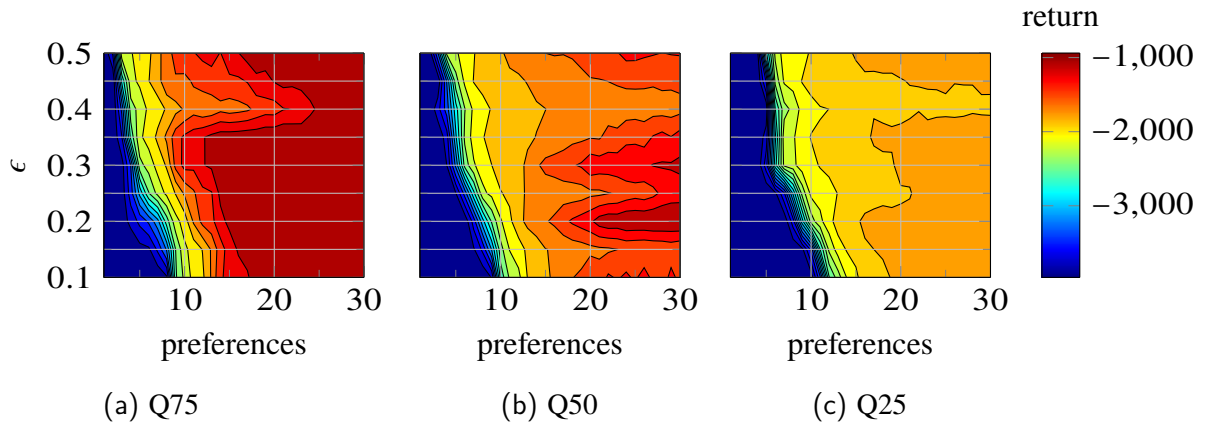 return
0.5
0.4
0.3
0.2
0.1
ϵ
10 20 30
10 20 30
10 20 30
−1,000
−2,000
−3,000
preferences
preferences
preferences
(a) Q75
(b) Q50
(c) Q25